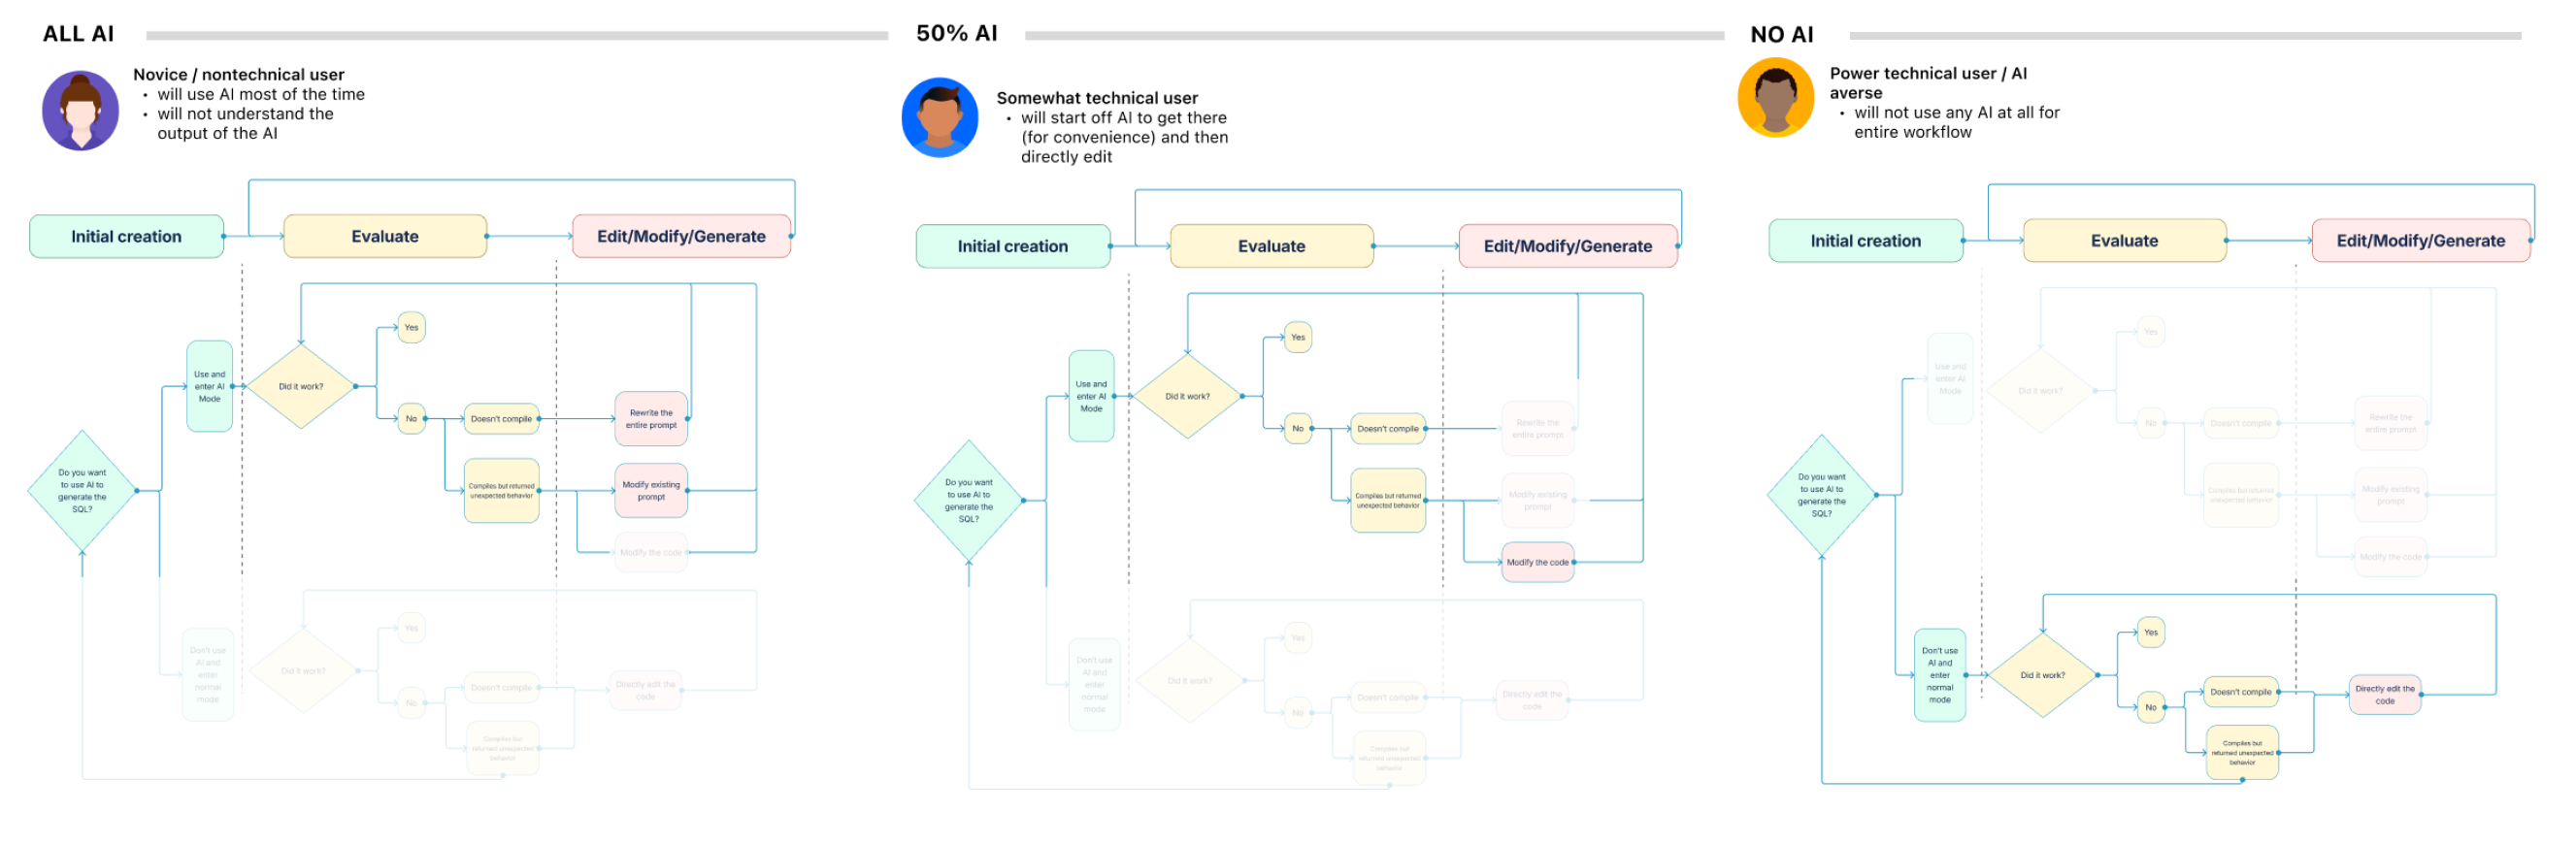 ALL AI
Novice / nontechnical user
• will use AI most of the time
• will not understand the
output of the AI
Initial creation
Evaluate
Edit/Modify/Generate
Do you want
to use AI to
generate the
SQL?
Use and
enter AI
Mode
Did it work?
Yes
No
Doesn't compile
Compiles but returned
unexpected behavior
Rewrite the
entire prompt
Modify existing
prompt
Modify the code
Don't use
AI and
enter
normal
mode
Did it work?
Yes
No
Doesn't compile
Compiles but
returned unexpected
behavior
Directly edit the
code
50% AI
Somewhat technical user
• will start off AI to get there
(for convenience) and then
directly edit
Initial creation
Evaluate
Edit/Modify/Generate
Do you want
to use AI to
generate the
SQL?
Use and
enter AI
Mode
Did it work?
Yes
No
Doesn't compile
Compiles but returned
unexpected behavior
Rewrite the
entire prompt
Modify existing
prompt
Modify the code
Don't use
AI and
enter
normal
mode
Did it work?
Yes
No
Doesn't compile
Compiles but
returned unexpected
behavior
Directly edit the
code
NO AI
Power technical user / AI
averse
• will not use any AI at all for
entire workflow
Initial creation
Evaluate
Edit/Modify/Generate
Do you want
to use AI to
generate the
SQL?
Use and
enter AI
Mode
Did it work?
Yes
No
Doesn't compile
Compiles but returned
unexpected behavior
Rewrite the
entire prompt
Modify existing
prompt
Modify the code
Don't use
AI and
enter
normal
mode
Did it work?
Yes
No
Doesn't compile
Compiles but
returned unexpected
behavior
Directly edit the
code